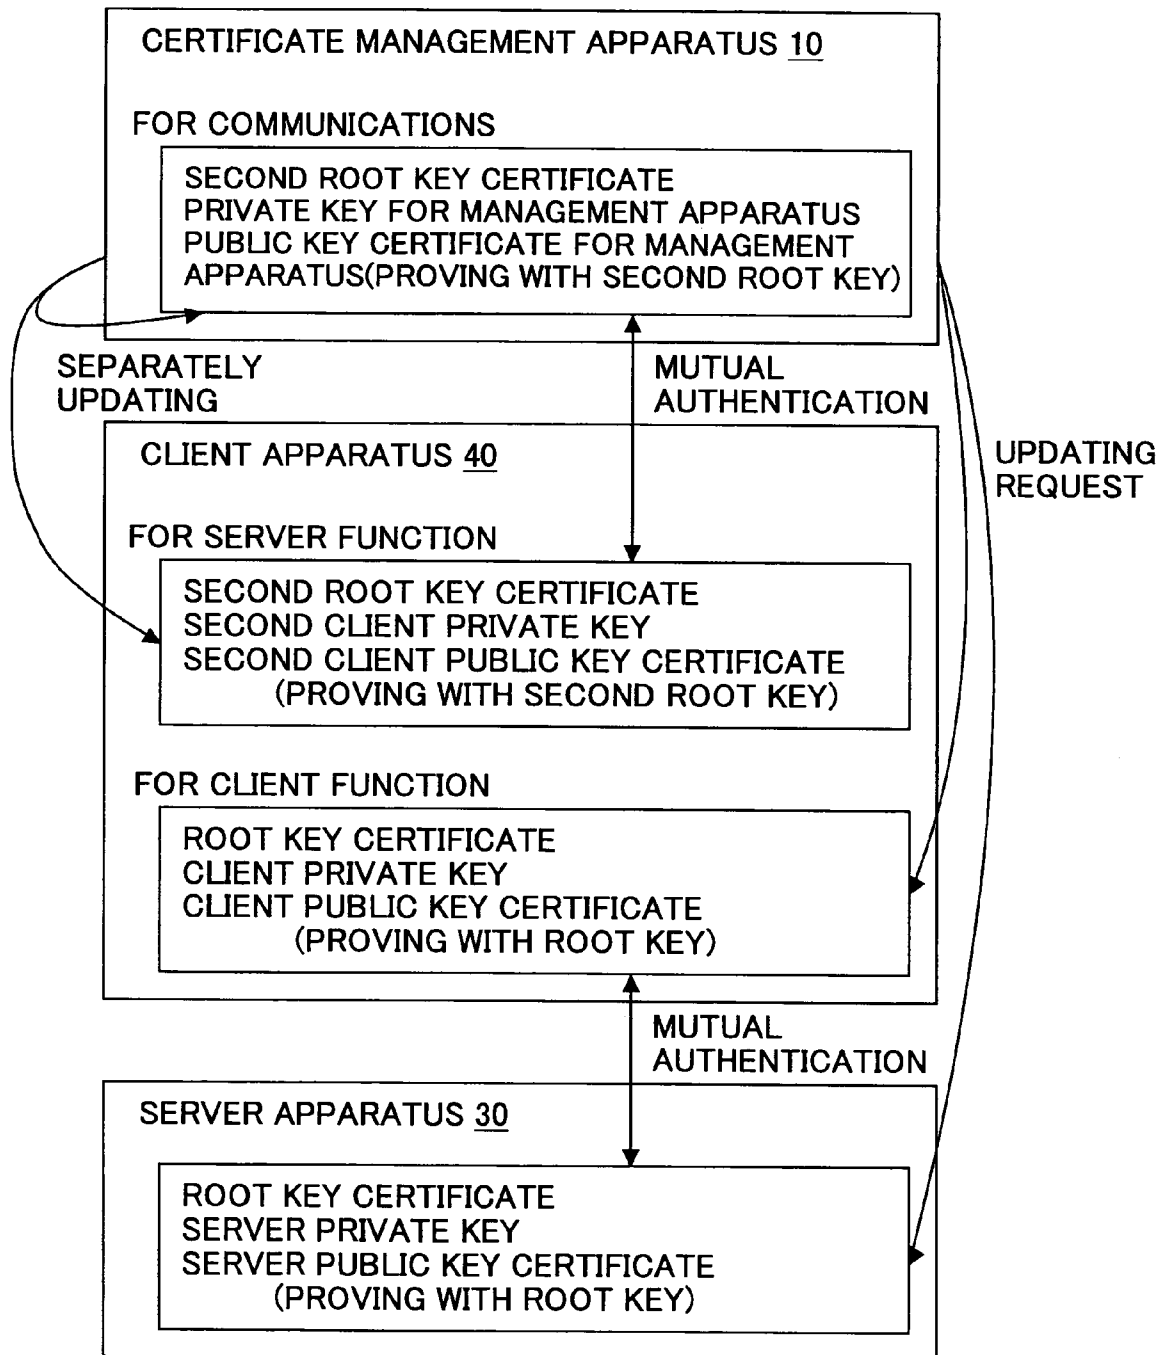 CERTIFICATE MANAGEMENT APPARATUS 10
FOR COMMUNICATIONS
SECOND ROOT KEY CERTIFICATE
PRIVATE KEY FOR MANAGEMENT APPARATUS
PUBLIC KEY CERTIFICATE FOR MANAGEMENT
APPARATUS(PROVING WITH SECOND ROOT KEY)
SEPARATELY
UPDATING
MUTUAL
AUTHENTICATION
UPDATING
REQUEST
CLIENT APPARATUS 40
FOR SERVER FUNCTION
SECOND ROOT KEY CERTIFICATE
SECOND CLIENT PRIVATE KEY
SECOND CLIENT PUBLIC KEY CERTIFICATE
(PROVING WITH SECOND ROOT KEY)
FOR CLIENT FUNCTION
ROOT KEY CERTIFICATE
CLIENT PRIVATE KEY
CLIENT PUBLIC KEY CERTIFICATE
(PROVING WITH ROOT KEY)
MUTUAL
AUTHENTICATION
SERVER APPARATUS 30
ROOT KEY CERTIFICATE
SERVER PRIVATE KEY
SERVER PUBLIC KEY CERTIFICATE
(PROVING WITH ROOT KEY)